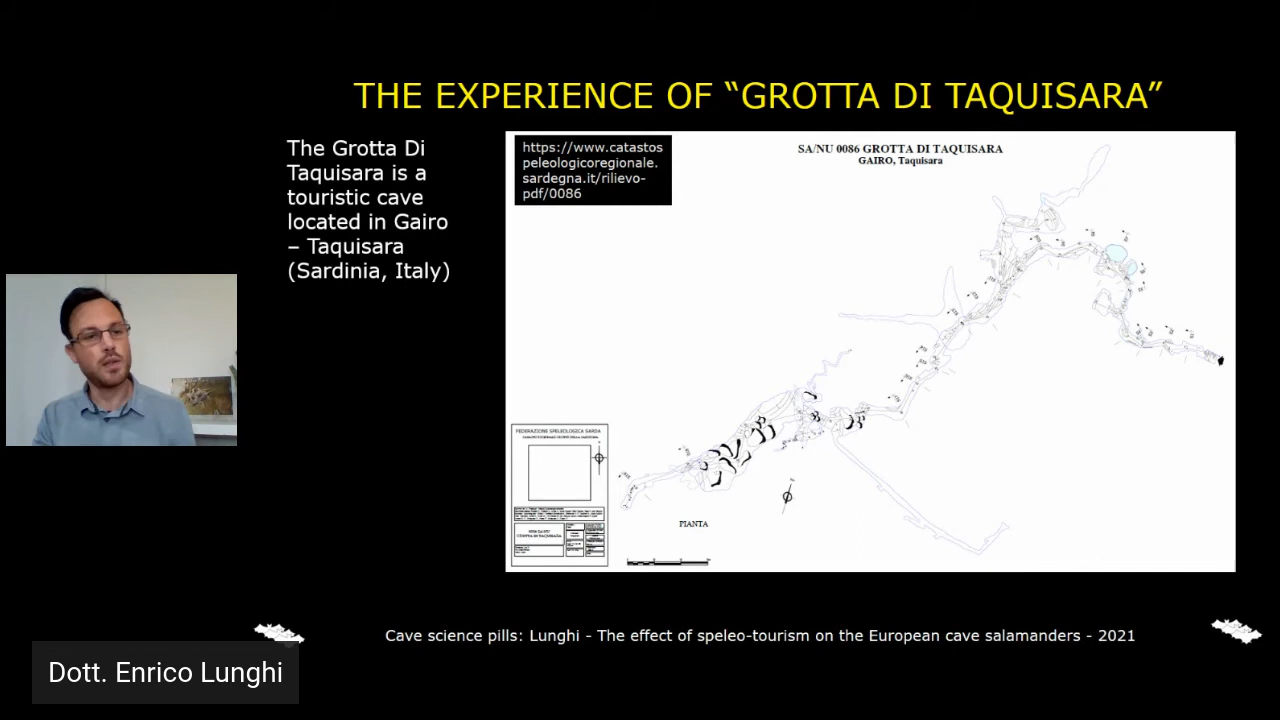 THE EXPERIENCE OF “GROTTA DI TAQUISARA”
The Grotta Di
Taquisara is a
touristic cave
located in Gairo
– Taquisara
(Sardinia, Italy)
https://www.catastos
peleologicoregionale.
sardegna.it/rilievo-
pdf/0086
SA/NU 0086 GROTTA DI TAQUISARA
GAIRO, Taquisara
FEDERAZIONE SPELEOLOGICA SARDA
PIANTA
Cave science pills: Lunghi - The effect of speleo-tourism on the European cave salamanders - 2021
Dott. Enrico Lunghi